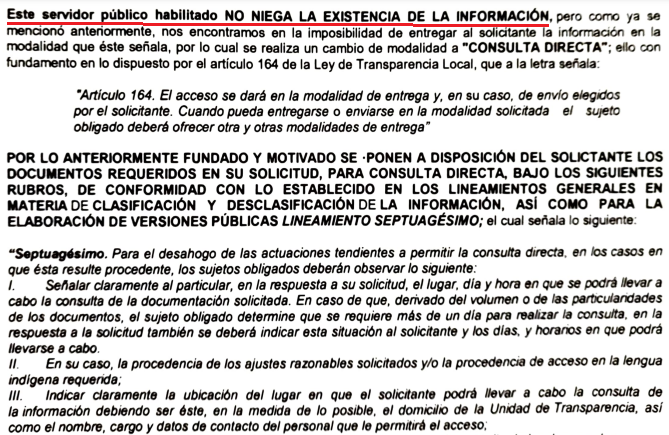 Este servidor público habilitado NO NIEGA LA EXISTENCIA DE LA INFORMACIÓN, pero como ya se
mencionó anteriormente, nos encontramos en la imposibilidad de entregar al solicitante la información en la
modalidad que éste señala, por lo cual se realiza un cambio de modalidad a "CONSULTA DIRECTA"; ello con
fundamento en lo dispuesto por el artículo 164 de la Ley de Transparencia Local, que a la letra señala:
"Artículo 164. El acceso se dará en la modalidad de entrega y, en su caso, de envío elegidos
por el solicitante. Cuando pueda entregarse o enviarse en la modalidad solicitada el sujeto
obligado deberá ofrecer otra y otras modalidades de entrega"
POR LO ANTERIORMENTE FUNDADO Y MOTIVADO SE ·PONEN A DISPOSICIÓN DEL SOLICTANTE LOS
DOCUMENTOS REQUERIDOS EN SU SOLICITUD, PARA CONSULTA DIRECTA, BAJO LOS SIGUIENTES
RUBROS, DE CONFORMIDAD CON LO ESTABLECIDO EN LOS LINEAMIENTOS GENERALES EN
MATERIA DE CLASIFICACIÓN Y DESCLASIFICACIÓN DE LA INFORMACIÓN, ASÍ COMO PARA LA
ELABORACIÓN DE VERSIONES PÚBLICAS LINEAMIENTO SEPTUAGÉSIMO; el cual señala lo siguiente:
"Septuagésimo. Para el desahogo de las actuaciones tendientes a permitir la consulta directa, en los casos en
que ésta resulte procedente, los sujetos obligados deberán observar lo siguiente:
I. Señalar claramente al particular, en la respuesta a su solicitud, el lugar, día y hora en que se podrá llevar a
cabo la consulta de la documentación solicitada. En caso de que, derivado del volumen o de las particularidades
de los documentos, el sujeto obligado determine que se requiere más de un día para realizar la consulta, en la
respuesta a la solicitud también se deberá indicar esta situación al solicitante y los días, y horarios en que podrá
llevarse a cabo.
II. En su caso, la procedencia de los ajustes razonables solicitados y/o la procedencia de acceso en la lengua
indígena requerida;
III. Indicar claramente la ubicación del lugar en que el solicitante podrá llevar a cabo la consulta de
la información debiendo ser éste, en la medida de lo posible, el domicilio de la Unidad de Transparencia, así
como el nombre, cargo y datos de contacto del personal que le permitirá el acceso;